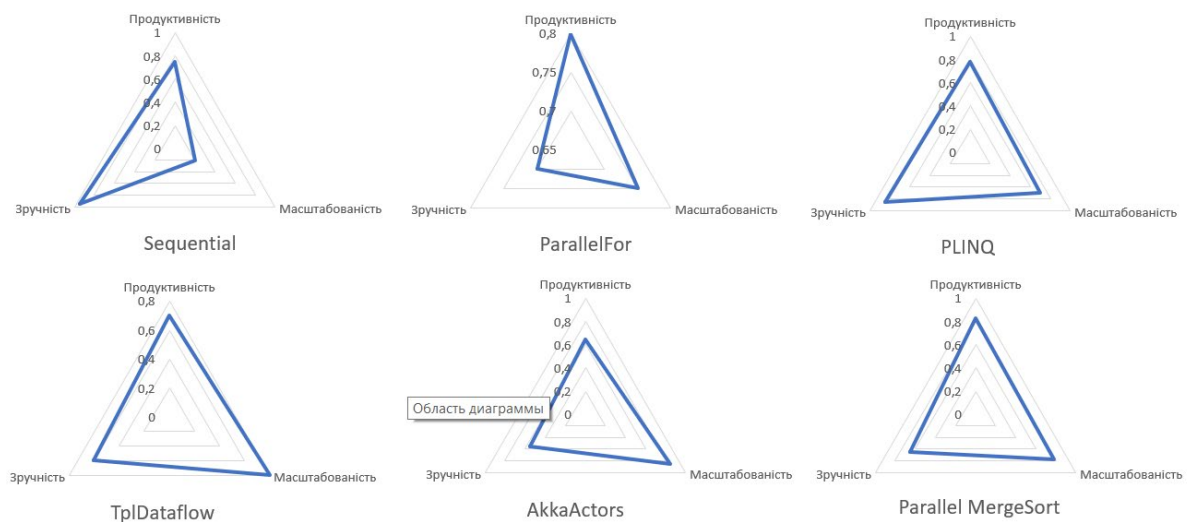 Продуктивність
1
0,8
0,6
0,4
0,2
0
Зручність
Масштабованість
Sequential
Продуктивність
0,8
0,75
0,7
0,65
Зручність
Масштабованість
ParallelFor
Продуктивність
1
0,8
0,6
0,4
0,2
0
Зручність
Масштабованість
PLINQ
Продуктивність
0,8
0,6
0,4
0,2
0
Зручність
Масштабованість
TplDataflow
Продуктивність
1
0,8
0,6
0,4
0,2
0
Область диаграммы
Зручність
Масштабованість
AkkaActors
Продуктивність
1
0,8
0,6
0,4
0,2
0
Зручність
Масштабованість
Parallel MergeSort